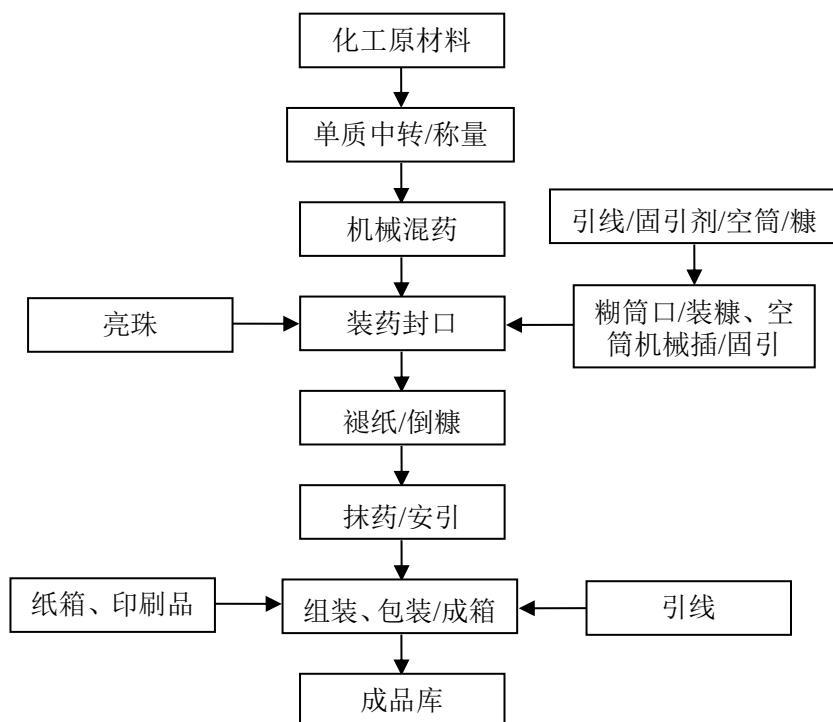 化工原材料
单质中转/称量
机械混药
引线/固引剂/空筒/糠
亮珠
装药封口
糊筒口/装糠、空
筒机械插/固引
褪纸/倒糠
抹药/安引
纸箱、印刷品
组装、包装/成箱
引线
成品库